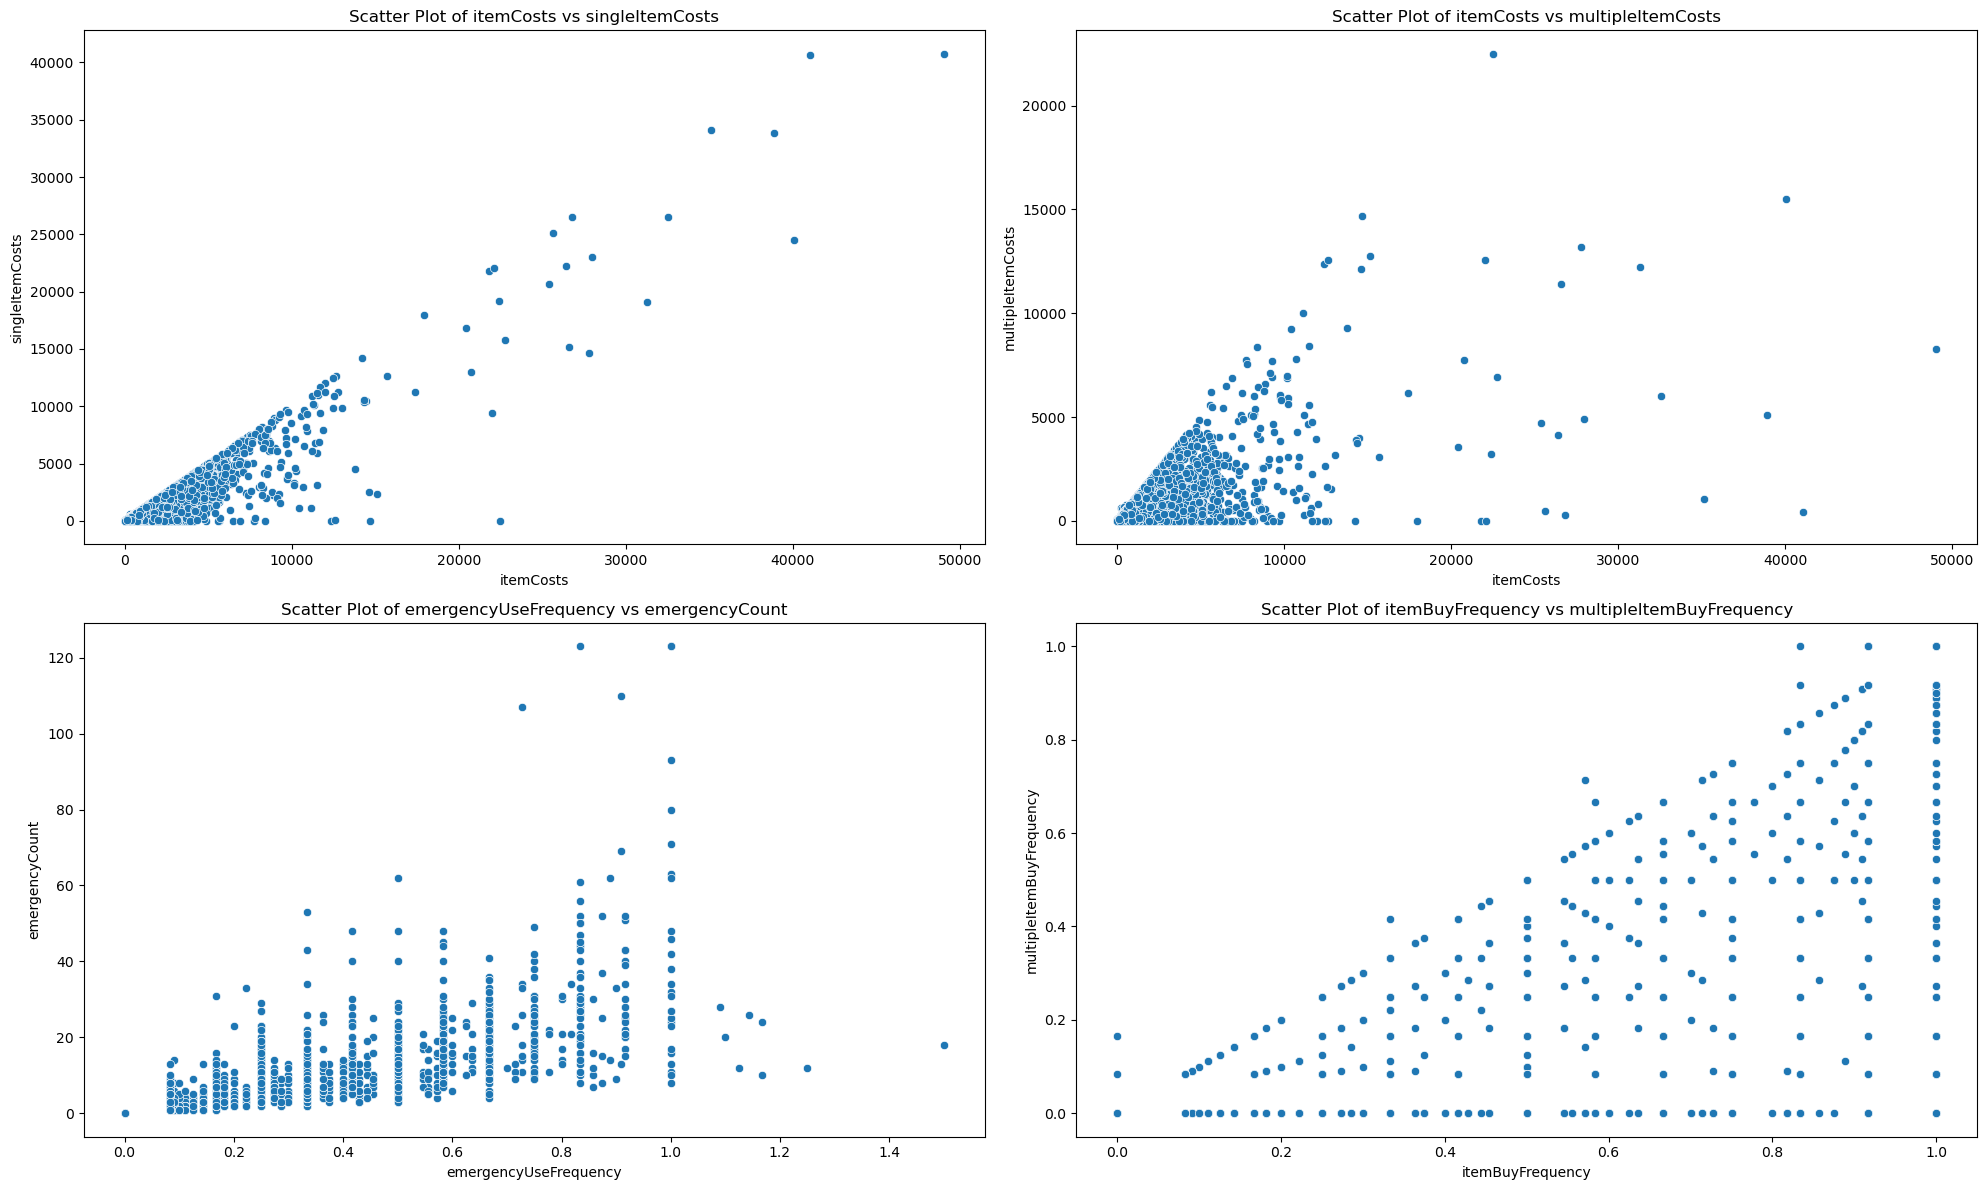 Scatter Plot of itemCosts vs singleItemCosts
40000
35000
30000
25000
20000
15000
10000
5000
0
singleItemCosts
0 10000 20000 30000 40000 50000
itemCosts
Scatter Plot of itemCosts vs multipleItemCosts
20000
15000
10000
5000
0
multipleItemCosts
0 10000 20000 30000 40000 50000
itemCosts
Scatter Plot of emergencyUseFrequency vs emergencyCount
120
100
80
60
40
20
0
emergencyCount
0.0 0.2 0.4 0.6 0.8 1.0 1.2 1.4
emergencyUseFrequency
Scatter Plot of itemBuyFrequency vs multipleItemBuyFrequency
1.0
0.8
0.6
0.4
0.2
0.0
multipleItemBuyFrequency
0.0 0.2 0.4 0.6 0.8 1.0
itemBuyFrequency